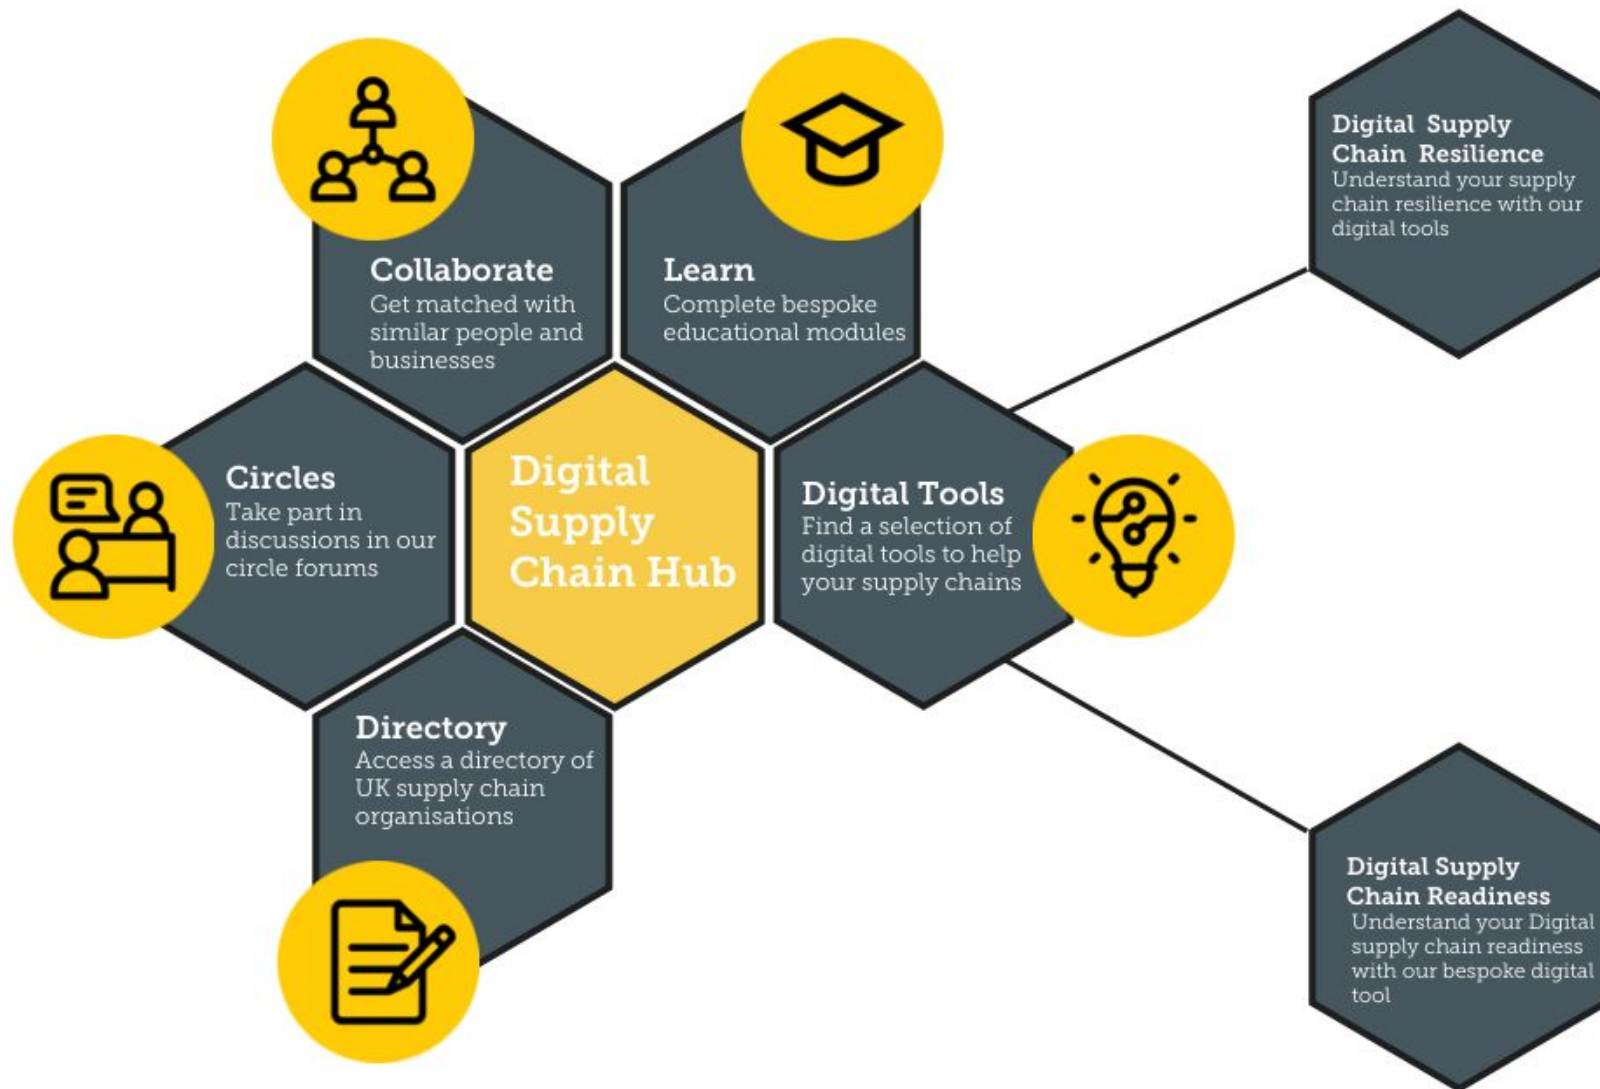 Collaborate
Get matched with
similar people and
businesses
Learn
Complete bespoke
educational modules
Digital Supply
Chain Resilience
Understand your supply
chain resilience with our
digital tools
Circles
Take part in
discussions in our
circle forums
Digital
Supply
Chain Hub
Digital Tools
Find a selection of
digital tools to help
your supply chains
Directory
Access a directory of
UK supply chain
organisations
Digital Supply
Chain Readiness
Understand your Digital
supply chain readiness
with our bespoke digital
tool